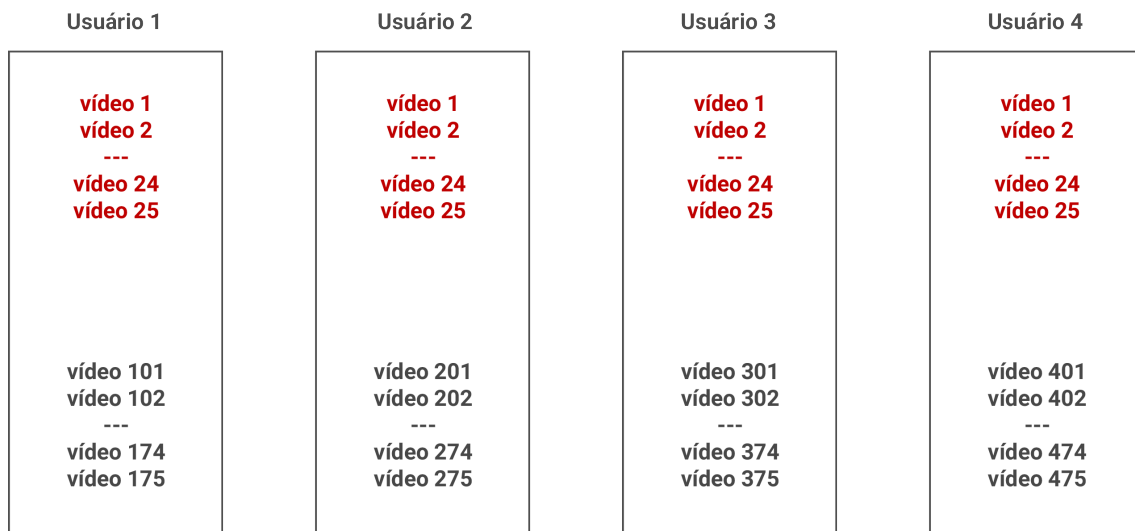 Usuário 1
vídeo 1
vídeo 2
---
vídeo 24
vídeo 25
vídeo 101
vídeo 102
---
vídeo 174
vídeo 175
Usuário 2
vídeo 1
vídeo 2
---
vídeo 24
vídeo 25
vídeo 201
vídeo 202
---
vídeo 274
vídeo 275
Usuário 3
vídeo 1
vídeo 2
---
vídeo 24
vídeo 25
vídeo 301
vídeo 302
---
vídeo 374
vídeo 375
Usuário 4
vídeo 1
vídeo 2
---
vídeo 24
vídeo 25
vídeo 401
vídeo 402
---
vídeo 474
vídeo 475